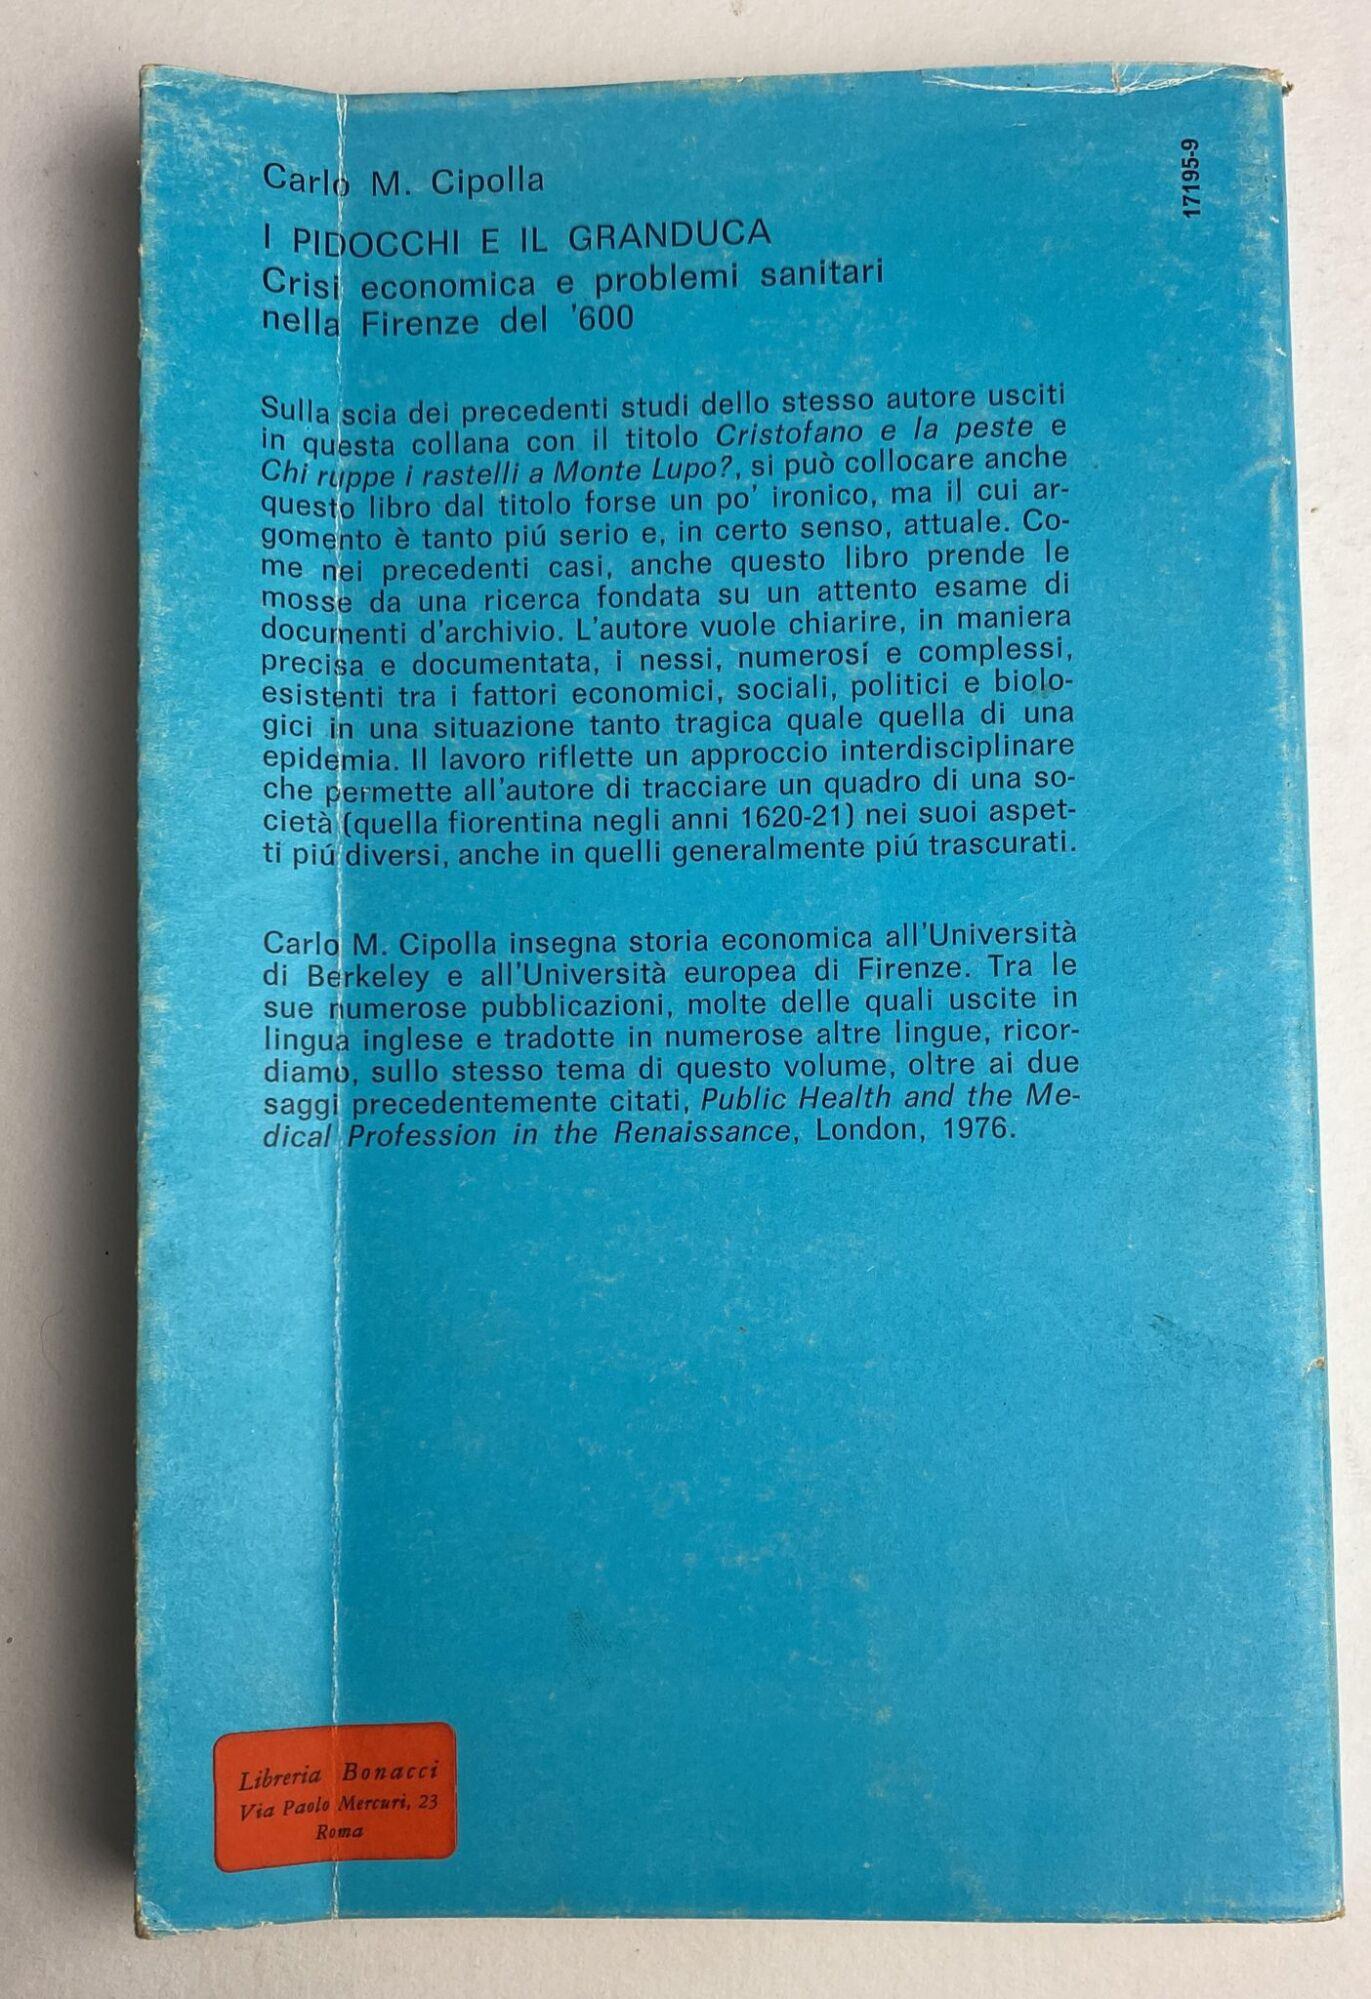 17195-9
Carlo M. Cipolla
I PIDOCCHI E IL GRANDUCA
Crisi economica e problemi sanitari
nella Firenze del '600
Sulla scia dei precedenti studi dello stesso autore usciti
in questa collana con il titolo Cristofano e la peste e
Chi ruppe i rastelli a Monte Lupo?, si può collocare anche
questo libro dal titolo forse un po' ironico, ma il cui ar-
gomento è tanto piú serio e, in certo senso, attuale. Co-
me nei precedenti casi, anche questo libro prende le
mosse da una ricerca fondata su un attento esame di
documenti d'archivio. L'autore vuole chiarire, in maniera
precisa e documentata, i nessi, numerosi e complessi,
esistenti tra i fattori economici, sociali, politici e biolo-
gici in una situazione tanto tragica quale quella di una
epidemia. Il lavoro riflette un approccio interdisciplinare
che permette all'autore di tracciare un quadro di una so-
cietà (quella fiorentina negli anni 1620-21) nei suoi aspet-
ti piú diversi, anche in quelli generalmente piú trascurati.
Carlo M. Cipolla insegna storia economica all'Università
di Berkeley e all'Università europea di Firenze. Tra le
sue numerose pubblicazioni, molte delle quali uscite in
lingua inglese e tradotte in numerose altre lingue, ricor-
diamo, sullo stesso tema di questo volume, oltre ai due
saggi precedentemente citati, Public Health and the Me-
dical Profession in the Renaissance, London, 1976.
Libreria Bonacci
Via Paolo Mercuri, 23
Roma